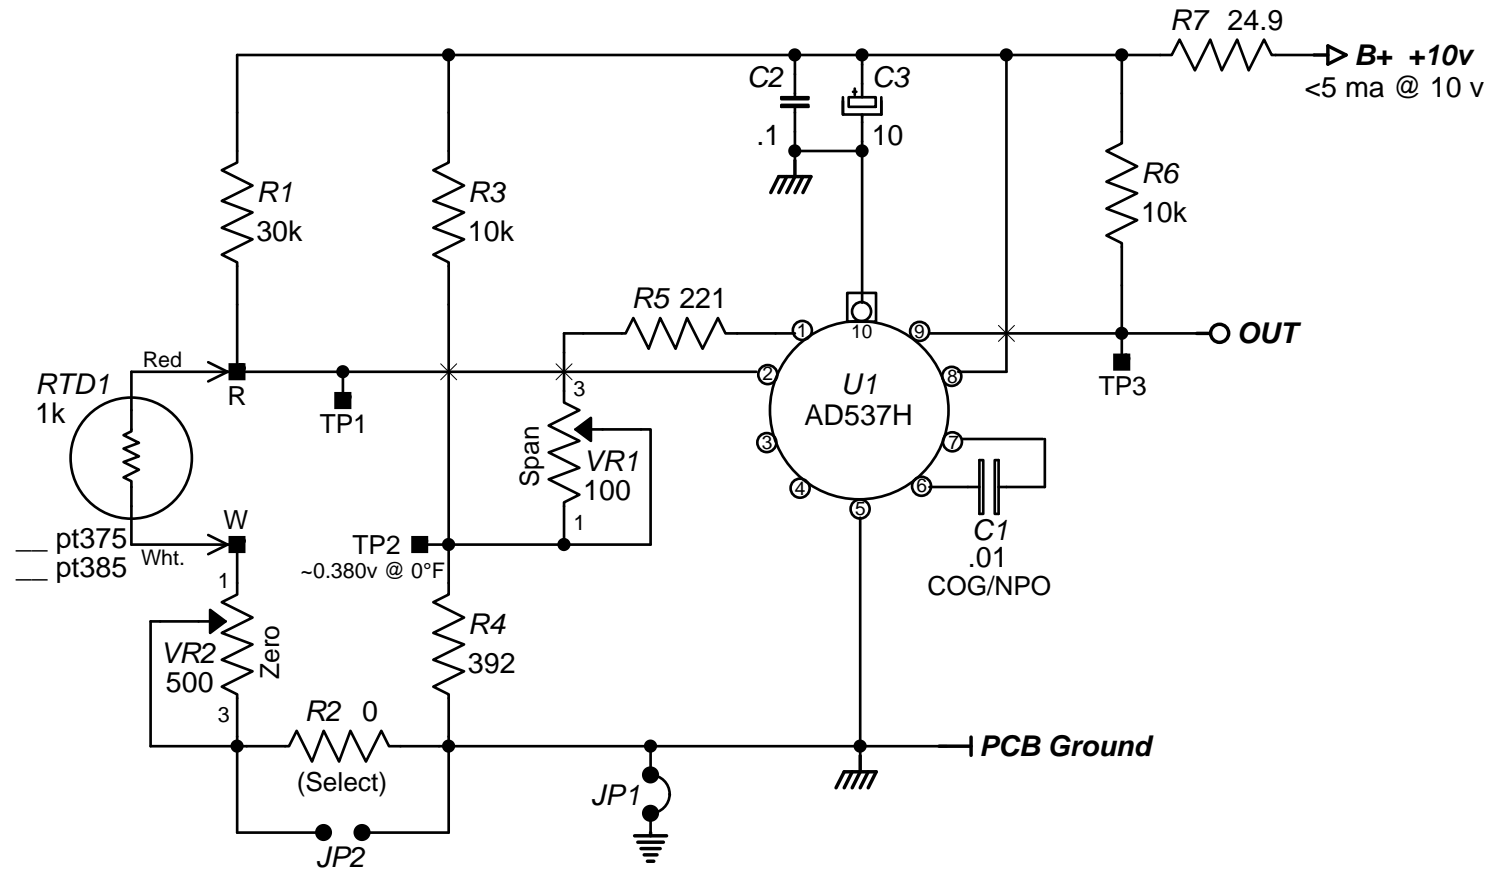 R7 24.9
B+ +10v
<5 ma @ 10 v
C2
.1
C3
+
10
R1
30k
R3
10k
R6
10k
R5 221
1
10
9
OUT
Red
R
TP1
RTD1
1k
2
U1
AD537H
8
TP3
3
Span
VR1
100
1
3
4
5
6
7
C1
.01
COG/NPO
__ pt375
__ pt385
Wht.
W
TP2
~0.380v @ 0°F
1
VR2
500
Zero
3
R4
392
R2 0
(Select)
JP2
JP1
PCB Ground